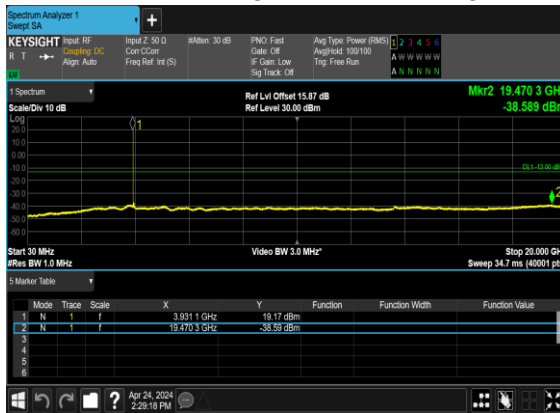 Spectrum Analyzer 1
Swept SA
+
KEYSIGHT Input: RF Input Z: 50 Ω #Atten: 30 dB PNO: Fast Avg Type: Power (RMS) 1 2 3 4 5 6
R T Coupling: DC Corr CCorr Gate: Off Avg|Hold: 100/100 A W W W W W
Align: Auto Freq Ref: Int (S) IF Gain: Low Trig: Free Run
Sig Track: Off A N N N N N
1 Spectrum Ref Lvl Offset 15.87 dB Mkr2 19.470 3 GH
Scale/Div 10 dB Ref Level 30.00 dBm -38.589 dBr
Log
20.0 1
10.0
0.00
-10.0 DL1 -13.00 dB
-20.0
-30.0 2
-40.0
-50.0
-60.0
Start 30 MHz Video BW 3.0 MHz* Stop 20.000 GH
#Res BW 1.0 MHz Sweep 34.7 ms (40001 pt
5 Marker Table
Mode Trace Scale X Y Function Function Width Function Value
1 N 1 f 3.931 1 GHz 19.17 dBm
2 N 1 f 19.470 3 GHz -38.59 dBm
3
4
5
6
? Apr 24, 2024
2:29:18 PM